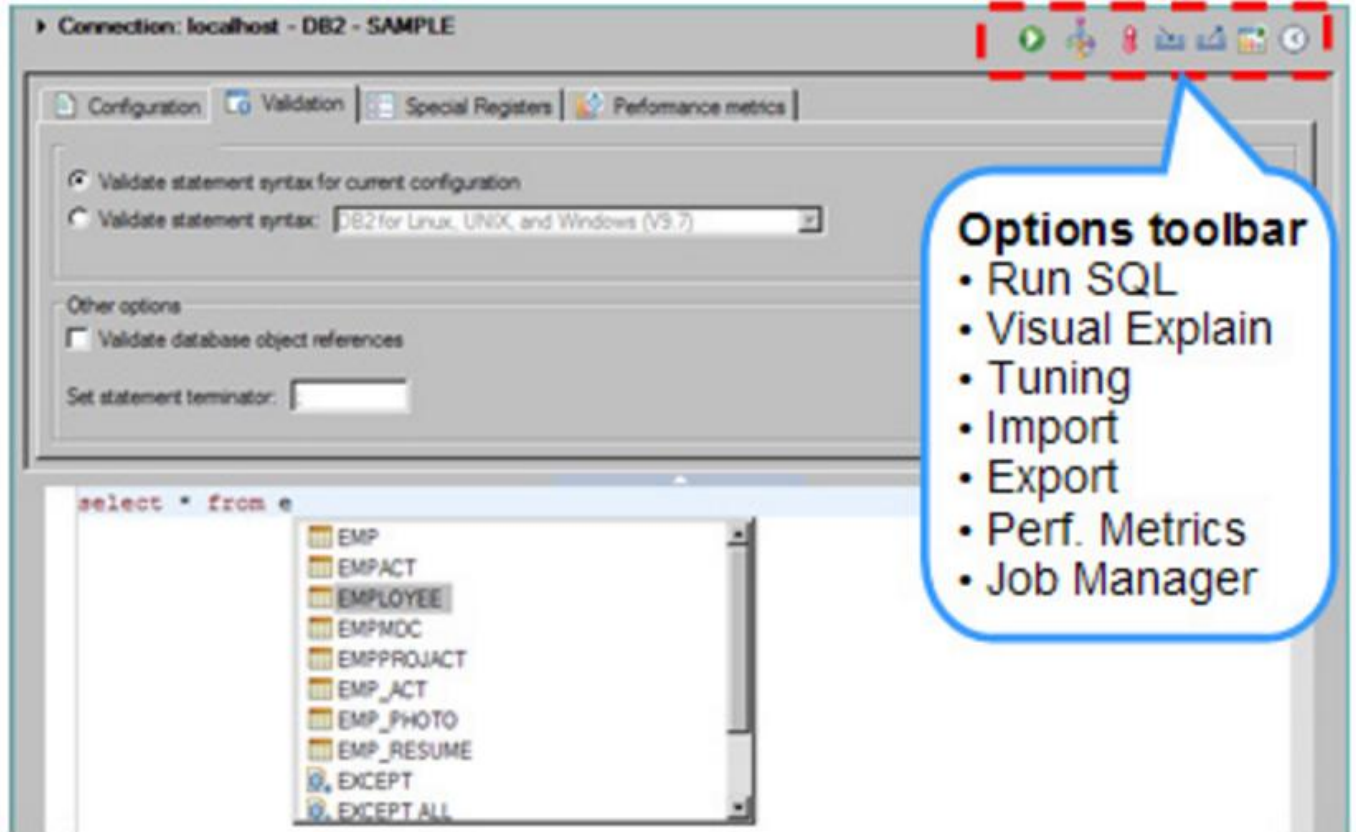 Connection: localhost - DB2 - SAMPLE
Configuration Validation Special Registers Performance metrics
Validate statement syntax for current configuration
Validate statement syntax: DB2 for Linux, UNIX, and Windows (V9.7)
Other options
Validate database object references
Set statement terminator:
select * from e
EMP
EMPACT
EMPLOYEE
EMPMDC
EMPPROJACT
EMP_ACT
EMP_PHOTO
EMP_RESUME
EXCEPT
EXCEPT ALL
Options toolbar
• Run SQL
• Visual Explain
• Tuning
• Import
• Export
• Perf. Metrics
• Job Manager